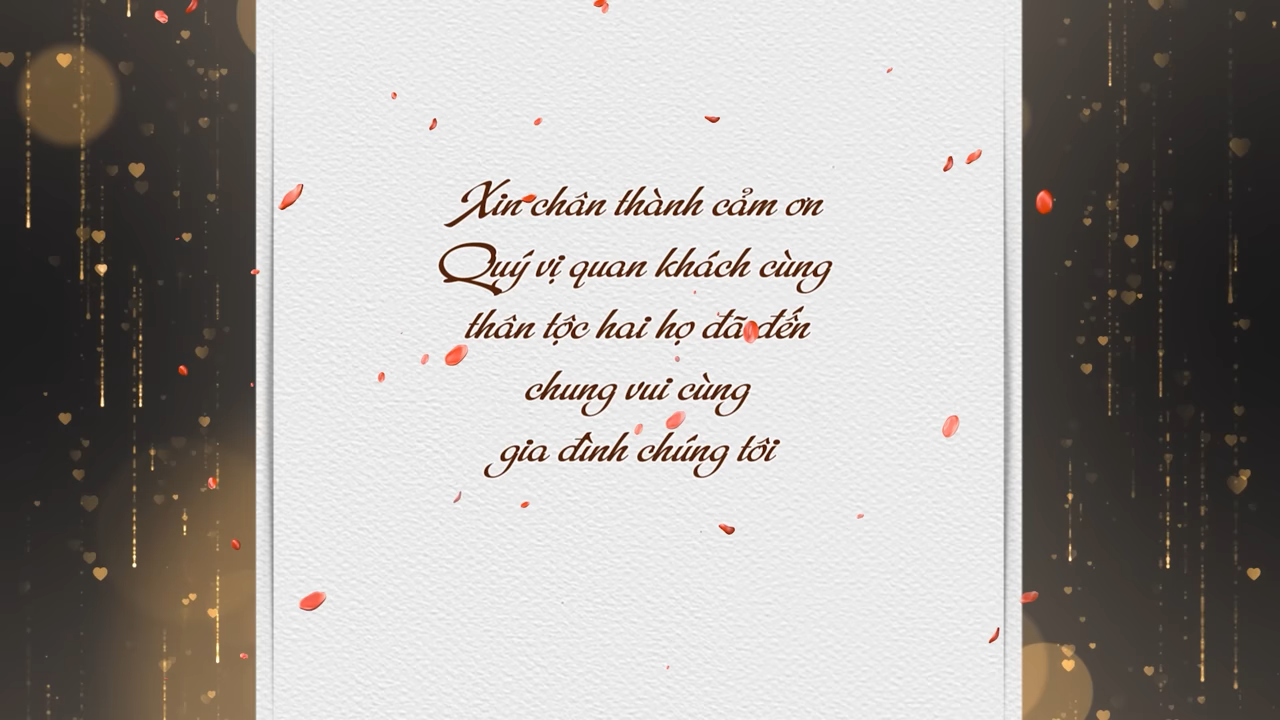 Xin chân thành cảm ơn
Quý vị quan khách cùng
thân tộc hai họ đã đến
chung vui cùng
gia đình chúng tôi